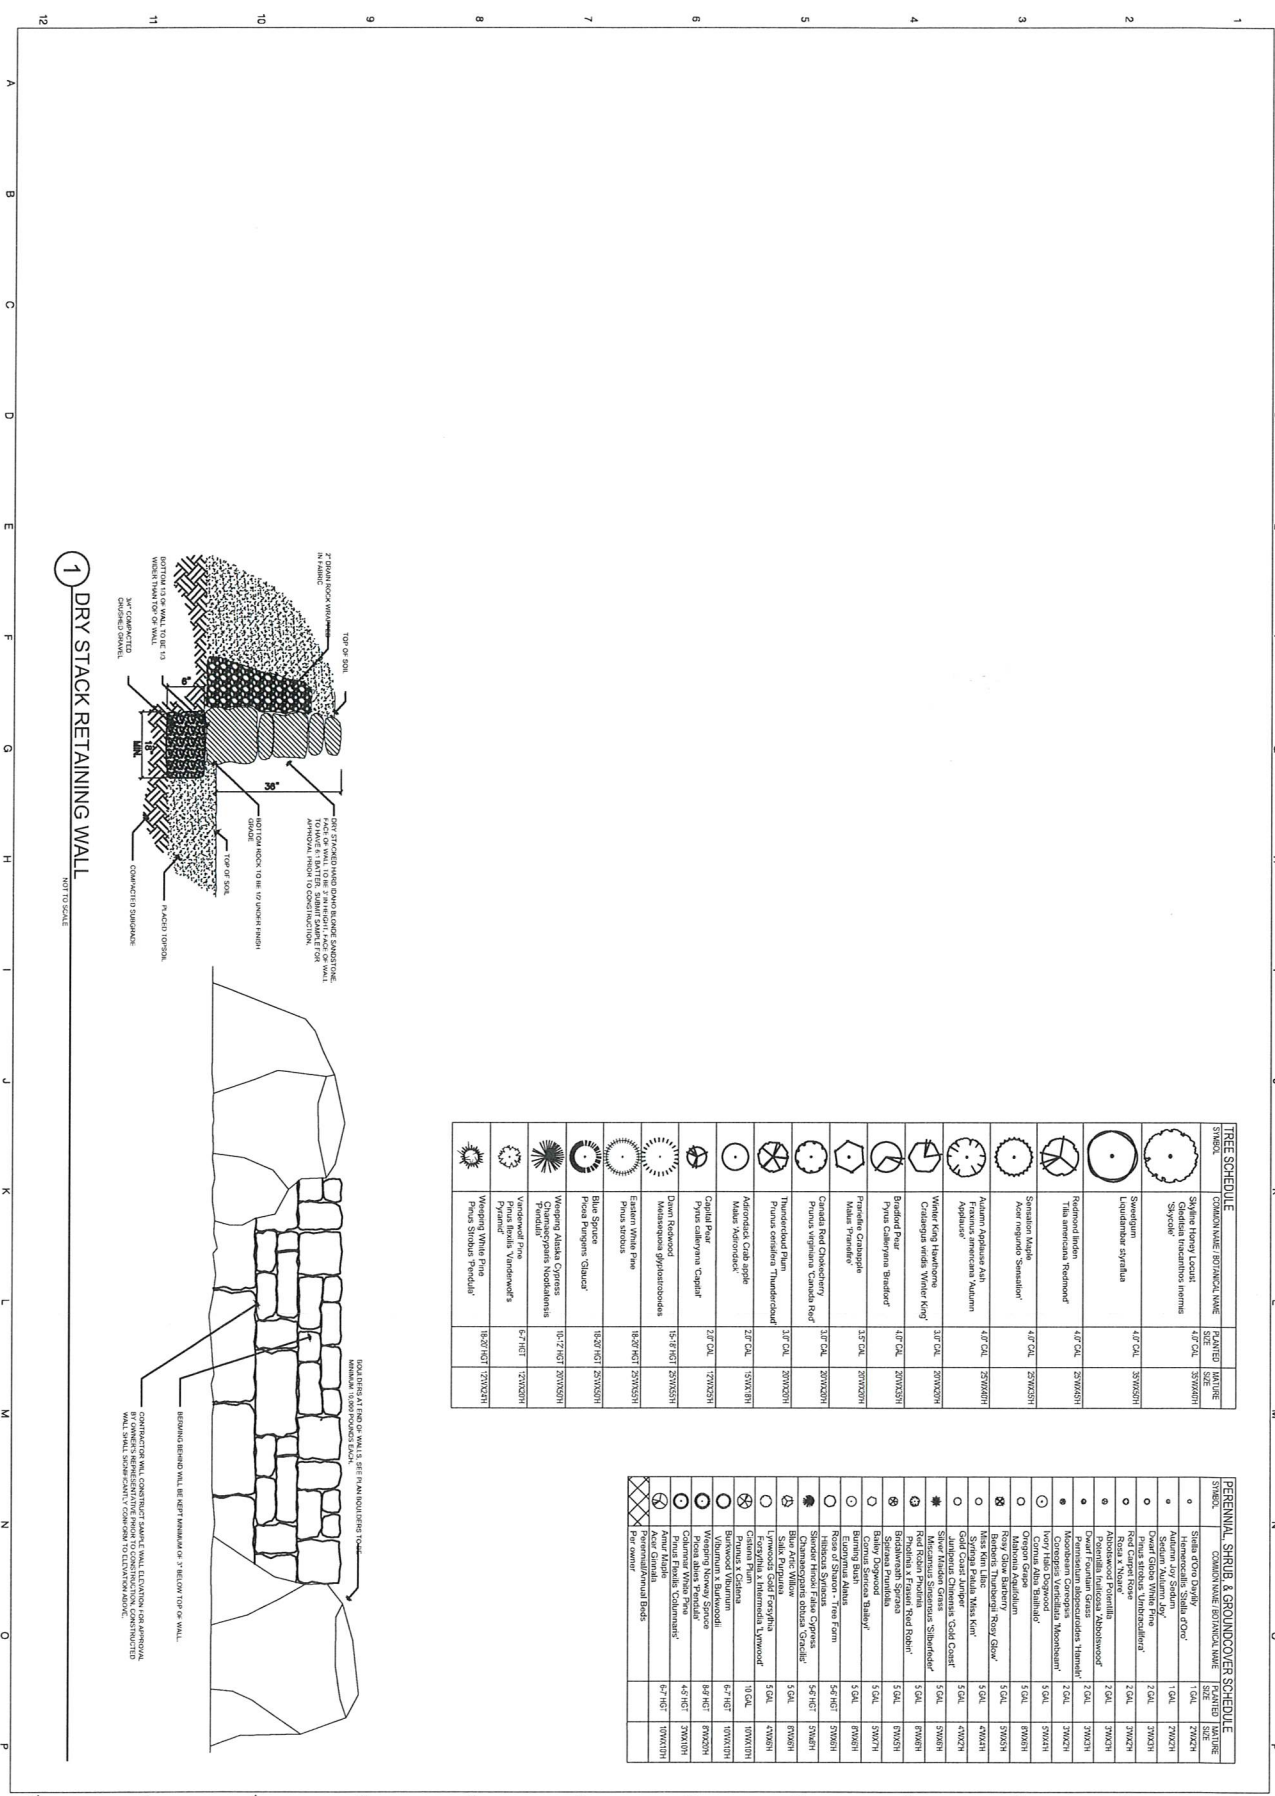 TREE SCHEDULE
SYMBOL COMMON NAME / BOTANICAL NAME PLANTED SIZE MATURE SIZE
Skyline Honey Locust
Gleditsia triacanthos inermis 'Skycole' 4.0" CAL 35'WX40'H
Sweetgum
Liquidambar styraflua 4.0" CAL 35'WX50'H
Redmond linden
Tilia americana 'Redmond' 4.0" CAL 25'WX45'H
Sensation Maple
Acer negundo 'Sensation' 4.0" CAL 25'WX35'H
Autumn Applause Ash
Fraxinus americana 'Autumn Applause' 4.0" CAL 25'WX40'H
Winter King Hawthorne
Crataegus viridis 'Winter King' 3.0" CAL 20'WX20'H
Bradford Pear
Pyrus Calleryana 'Bradford' 4.0" CAL 20'WX35'H
Prariefire Crabapple
Malus 'Prariefire' 3.5" CAL 20'WX20'H
Canada Red Chokecherry
Prunus virginiana 'Canada Red' 3.0" CAL 20'WX20'H
Thundercloud Plum
Prunus cerisifera 'Thundercloud' 3.0" CAL 20'WX20'H
Adirondack Crab apple
Malus 'Adirondack' 2.0" CAL 15'WX18'H
Capital Pear
Pyrus calleryana 'Capital' 2.0" CAL 12'WX25'H
Dawn Redwood
Metasequoia glyptostroboides 15-18' HGT 25'WX55'H
Eastern White Pine
Pinus strobus 18-20' HGT 25'WX55'H
Blue Spruce
Picea Pungens 'Glauca' 18-20' HGT 25'WX50'H
Weeping Alaska Cypress
Chamaecyparis Nootkatensis 'Pendula' 10-12' HGT 20'WX50'H
Vanderwolf Pine
Pinus flexilis 'Vanderwolf's Pyramid' 6-7' HGT 12'WX20'H
Weeping White Pine
Pinus Strobus 'Pendula' 18-20' HGT 12'WX24'H
PERENNIAL, SHRUB, & GROUNDCOVER SCHEDULE
SYMBOL COMMON NAME / BOTANICAL NAME PLANTED SIZE MATURE SIZE
Stella d'Oro Daylily
Hemerocallis 'Stella d'Oro' 1 GAL 2'WX2'H
Autumn Joy Sedum
Sedum 'Autumn Joy' 1 GAL 2'WX2'H
Dwarf Globe White Pine
Pinus strobus 'Umbraculifera' 2 GAL 3'WX3'H
Red Carpet Rose
Rosa x 'Noare' 2 GAL 3'WX2'H
Abbotswood Potentilla
Potentilla fruticosa 'Abbotswood' 2 GAL 3'WX3'H
Dwarf Fountain Grass
Pennisetum alopecuroides 'Hameln' 2 GAL 3'WX3'H
Moonbeam Coreopsis
Coreopsis Verticillata 'Moonbeam' 2 GAL 3'WX2'H
Ivory Halo Dogwood
Cornus Alba 'Bailhalo' 5 GAL 5'WX4'H
Oregon Grape
Mahonia Aquifolium 5 GAL 8'WX6'H
Rosy Glow Barberry
Berberis Thunbergii 'Rosy Glow' 5 GAL 5'WX5'H
Miss Kim Lilac
Syringa Patula 'Miss Kim' 5 GAL 4'WX4'H
Gold Coast Juniper
Juniperus Chinensis 'Gold Coast' 5 GAL 4'WX2'H
Silver Maiden Grass
Miscansus Sinsensus 'Silberfeder' 5 GAL 5'WX6'H
Red Robin Photinia
Photinia x Fraseri 'Red Robin' 5 GAL 8'WX6'H
Bridalwreath Spiraea
Spiraea Prunifolia 5 GAL 6'WX5'H
Bailey Dogwood
Cornus Sericea 'Baileyi' 5 GAL 5'WX7'H
Burning Bush
Euonymus Alatus 5 GAL 8'WX6'H
Rose of Sharon - Tree Form
Hibiscus Syriacus 5-6' HGT 5'WX6'H
Slender Hinoki False Cypress
Chamaecyparis obtusa 'Gracilis' 5-6' HGT 5'Wx8'H
Blue Artic Willow
Salix Purpurea 5 GAL 8'WX6'H
Lynwoods Gold Forsythia
Forsythia x Intermedia 'Lynwood' 5 GAL 4'WX6'H
Cistena Plum
Prunus x Cistena 10 GAL 10'WX10'H
Burkwood Viburnum
Viburnum x Burkwoodii 6-7' HGT 10'WX10'H
Weeping Norway Spruce
Picea abies 'Pendula' 8-9' HGT 8'WX20'H
Columnar White Pine
Pinus Flexilis 'Columnaris' 4-5' HGT 3'WX10'H
Amur Maple
Acer Ginnala 6-7' HGT 10'WX10'H
Perennial/Annual Beds
Per owner
TOP OF SOIL
2" DRAIN ROCK WRAPPED
IN FABRIC
BOTTOM 1/3 OF WALL TO BE 1/3
WIDER THAN TOP OF WALL
3/4" COMPACTED
CRUSHED GRAVEL
6"
18"
MIN.
36"
DRY STACKED HARD IDAHO BLONDE SANDSTONE.
FACE OF WALL TO BE 3' IN HEIGHT. FACE OF WALL
TO HAVE 6:1 BATTER. SUBMIT SAMPLE FOR
APPROVAL PRIOR TO CONSTRUCTION.
BOTTOM ROCK TO BE 1/2 UNDER FINISH
GRADE
TOP OF SOIL
PLACED TOPSOIL
COMPACTED SUBGRADE
BOULDERS AT END OF WALLS, SEE PLAN BOULDERS TO BE
MINIMUM 10,000 POUNDS EACH.
BERMING BEHIND WILL BE KEPT MINIMUM OF 3" BELOW TOP OF WALL.
CONTRACTOR WILL CONSTRUCT SAMPLE WALL ELEVATION FOR APPROVAL
BY OWNER'S REPRESENTATIVE PRIOR TO CONSTRUCTION. CONSTRUCTED
WALL SHALL SIGNIFICANTLY CONFORM TO ELEVATION ABOVE.
1 DRY STACK RETAINING WALL
NOT TO SCALE
1 2 3 4 5 6 7 8 9 10 11 12
A B C D E F G H I J K L M N O P